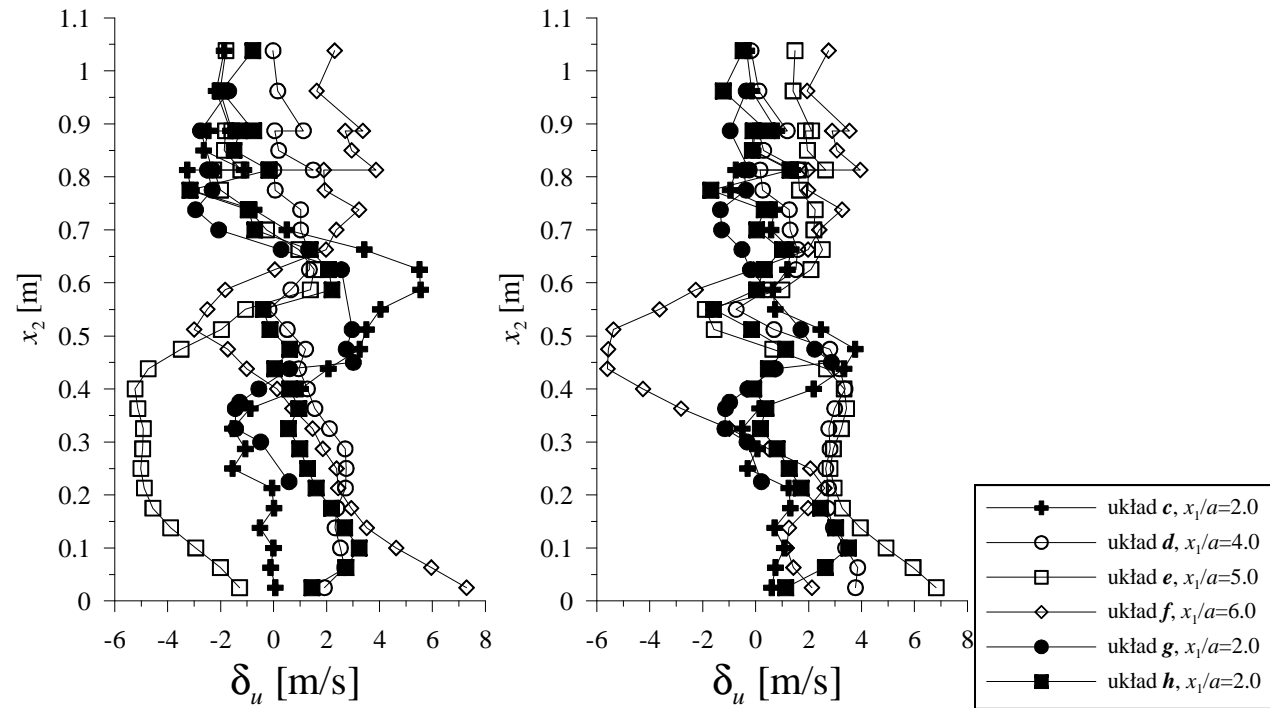 1.1
1
0.9
0.8
0.7
0.6
0.5
0.4
0.3
0.2
0.1
0
x₂ [m]
-6 -4 -2 0 2 4 6 8
δᵤ [m/s]
1.1
1
0.9
0.8
0.7
0.6
0.5
0.4
0.3
0.2
0.1
0
x₂ [m]
-6 -4 -2 0 2 4 6 8
δᵤ [m/s]
układ c, x₁/a=2.0
układ d, x₁/a=4.0
układ e, x₁/a=5.0
układ f, x₁/a=6.0
układ g, x₁/a=2.0
układ h, x₁/a=2.0